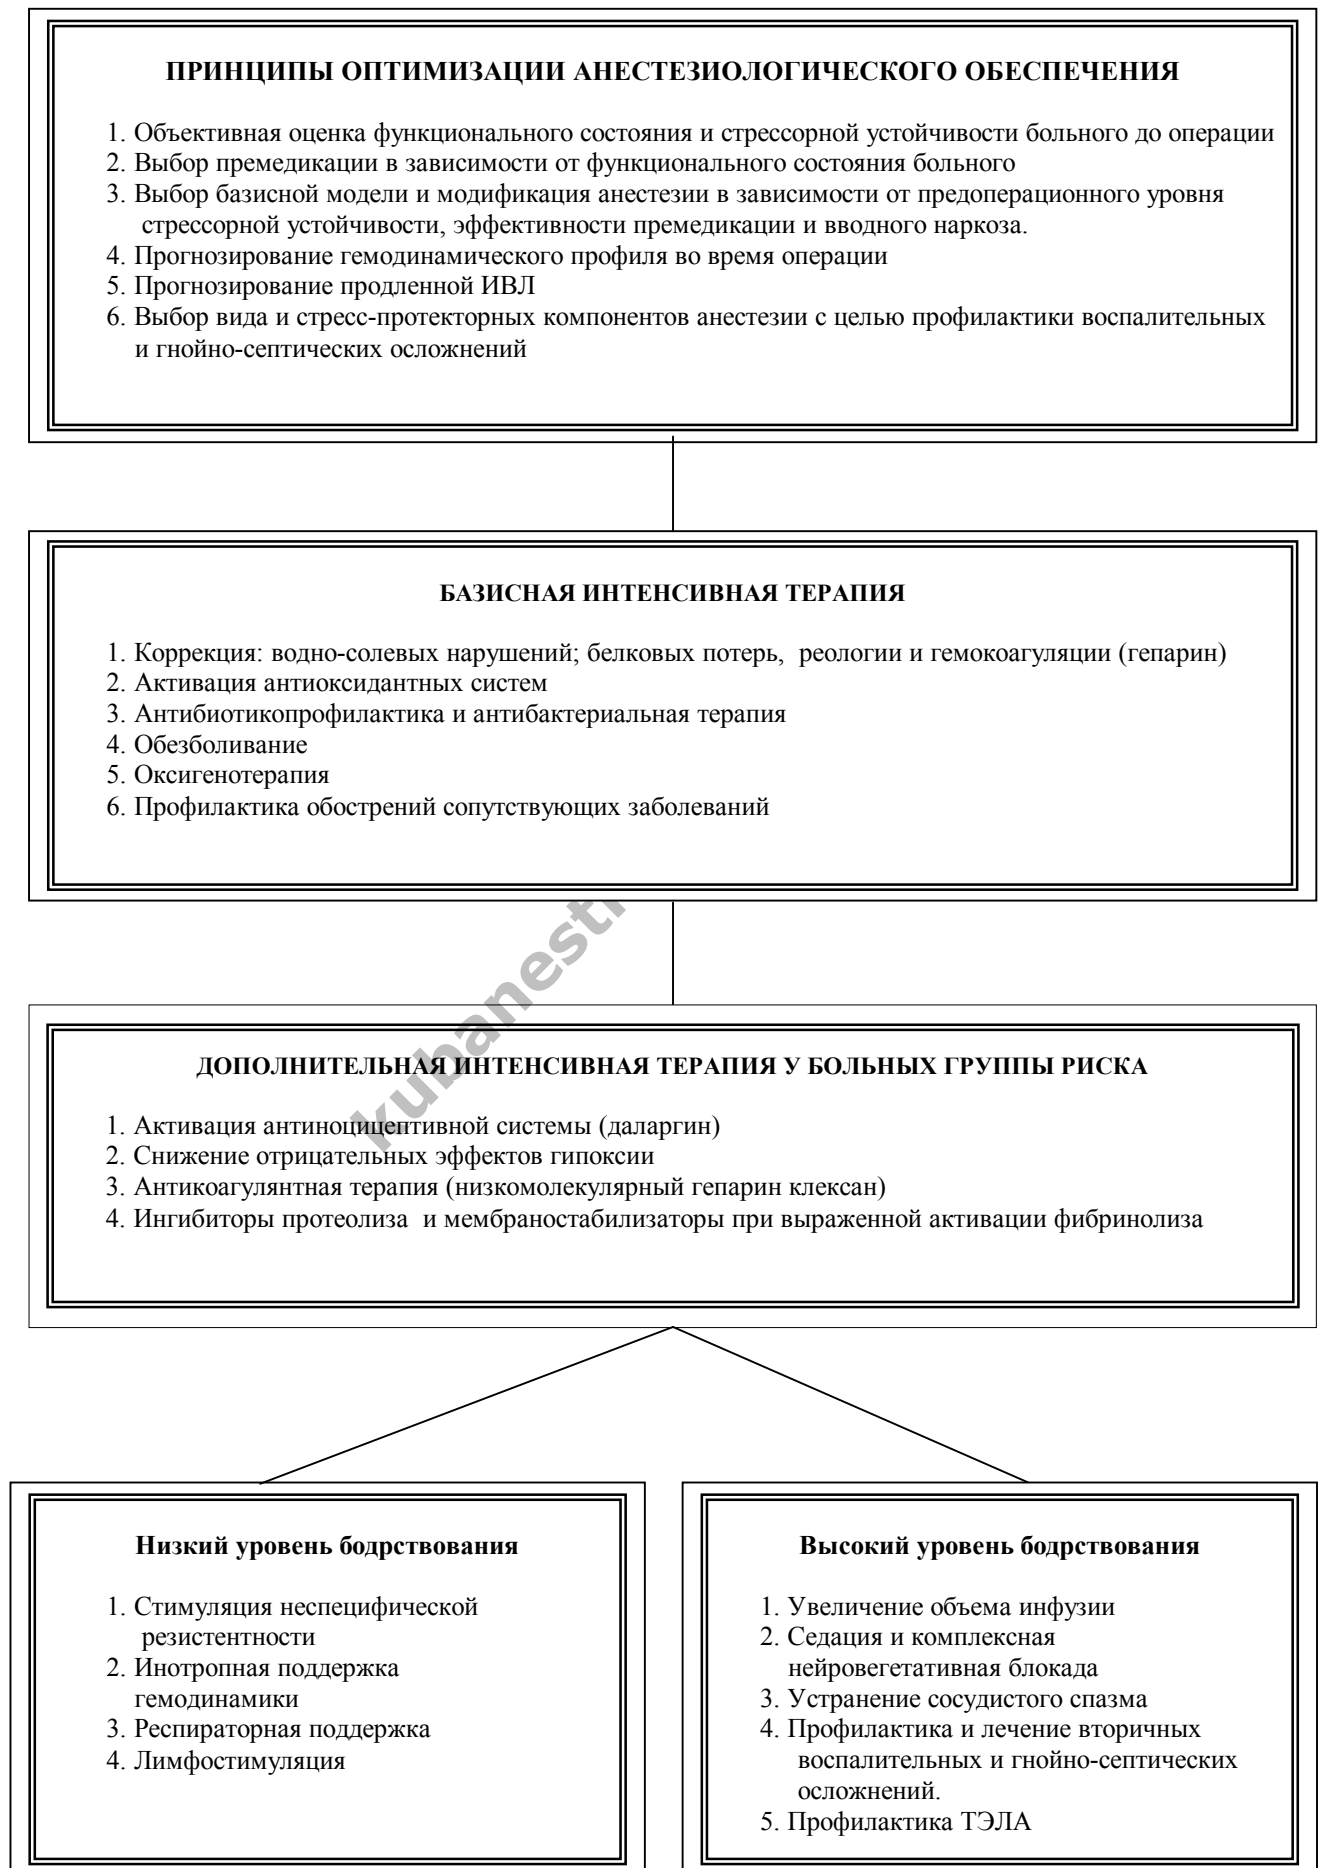 ПРИНЦИПЫ ОПТИМИЗАЦИИ АНЕСТЕЗИОЛОГИЧЕСКОГО ОБЕСПЕЧЕНИЯ
1. Объективная оценка функционального состояния и стрессорной устойчивости больного до операции
2. Выбор премедикации в зависимости от функционального состояния больного
3. Выбор базисной модели и модификация анестезии в зависимости от предоперационного уровня
стрессорной устойчивости, эффективности премедикации и вводного наркоза.
4. Прогнозирование гемодинамического профиля во время операции
5. Прогнозирование продленной ИВЛ
6. Выбор вида и стресс-протекторных компонентов анестезии с целью профилактики воспалительных
и гнойно-септических осложнений
БАЗИСНАЯ ИНТЕНСИВНАЯ ТЕРАПИЯ
1. Коррекция: водно-солевых нарушений; белковых потерь, реологии и гемокоагуляции (гепарин)
2. Активация антиоксидантных систем
3. Антибиотикопрофилактика и антибактериальная терапия
4. Обезболивание
5. Оксигенотерапия
6. Профилактика обострений сопутствующих заболеваний
ДОПОЛНИТЕЛЬНАЯ ИНТЕНСИВНАЯ ТЕРАПИЯ У БОЛЬНЫХ ГРУППЫ РИСКА
1. Активация антиноцицентивной системы (даларгин)
2. Снижение отрицательных эффектов гипоксии
3. Антикоагулянтная терапия (низкомолекулярный гепарин клексан)
4. Ингибиторы протеолиза и мембраностабилизаторы при выраженной активации фибринолиза
Низкий уровень бодрствования
1. Стимуляция неспецифической
резистентности
2. Инотропная поддержка
гемодинамики
3. Респираторная поддержка
4. Лимфостимуляция
Высокий уровень бодрствования
1. Увеличение объема инфузии
2. Седация и комплексная
нейровегетативная блокада
3. Устранение сосудистого спазма
4. Профилактика и лечение вторичных
воспалительных и гнойно-септических
осложнений.
5. Профилактика ТЭЛА